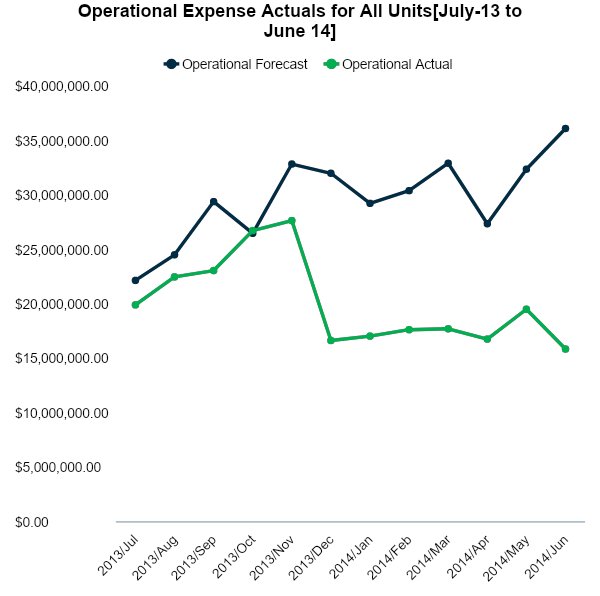 Operational Expense Actuals for All Units[July-13 to
June 14]
Operational Forecast Operational Actual
$40,000,000.00
$35,000,000.00
$30,000,000.00
$25,000,000.00
$20,000,000.00
$15,000,000.00
$10,000,000.00
$5,000,000.00
$0.00
2013/Jul 2013/Aug 2013/Sep 2013/Oct 2013/Nov 2013/Dec 2014/Jan 2014/Feb 2014/Mar 2014/Apr 2014/May 2014/Jun